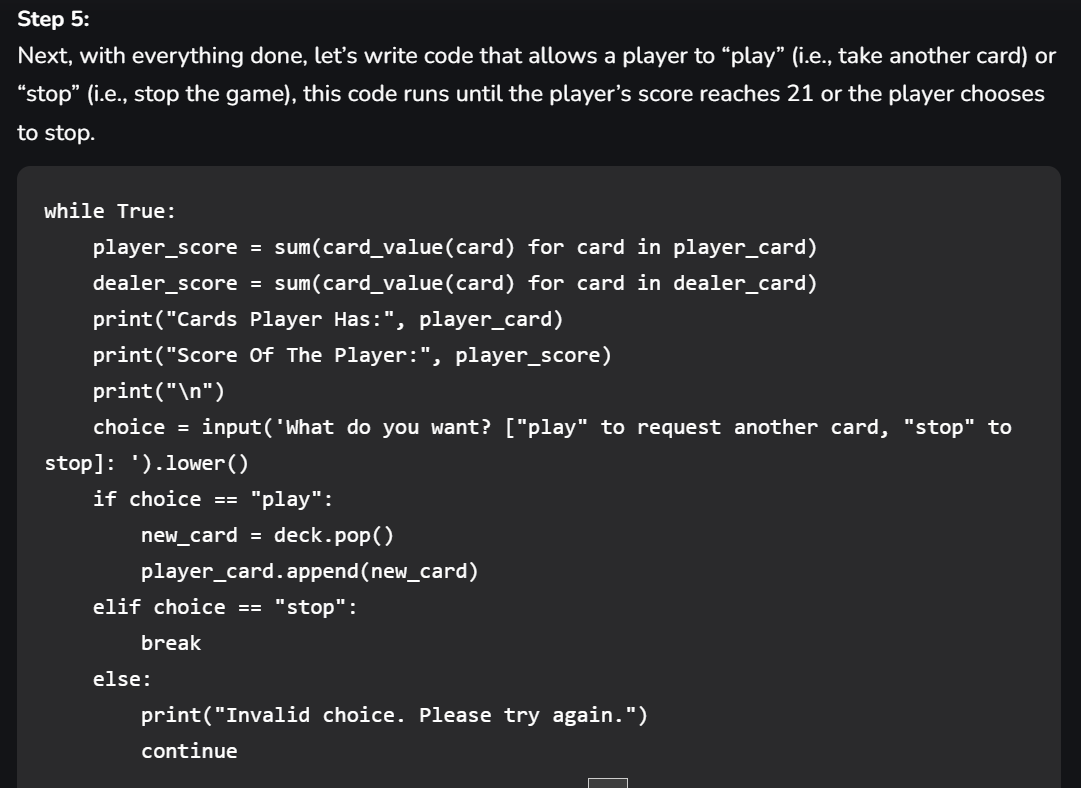 Step 5:
Next, with everything done, let’s write code that allows a player to “play” (i.e., take another card) or
“stop” (i.e., stop the game), this code runs until the player’s score reaches 21 or the player chooses
to stop.
while True:
    player_score = sum(card_value(card) for card in player_card)
    dealer_score = sum(card_value(card) for card in dealer_card)
    print("Cards Player Has:", player_card)
    print("Score Of The Player:", player_score)
    print("\n")
    choice = input('What do you want? ["play" to request another card, "stop" to
stop]: ').lower()
    if choice == "play":
        new_card = deck.pop()
        player_card.append(new_card)
    elif choice == "stop":
        break
    else:
        print("Invalid choice. Please try again.")
        continue